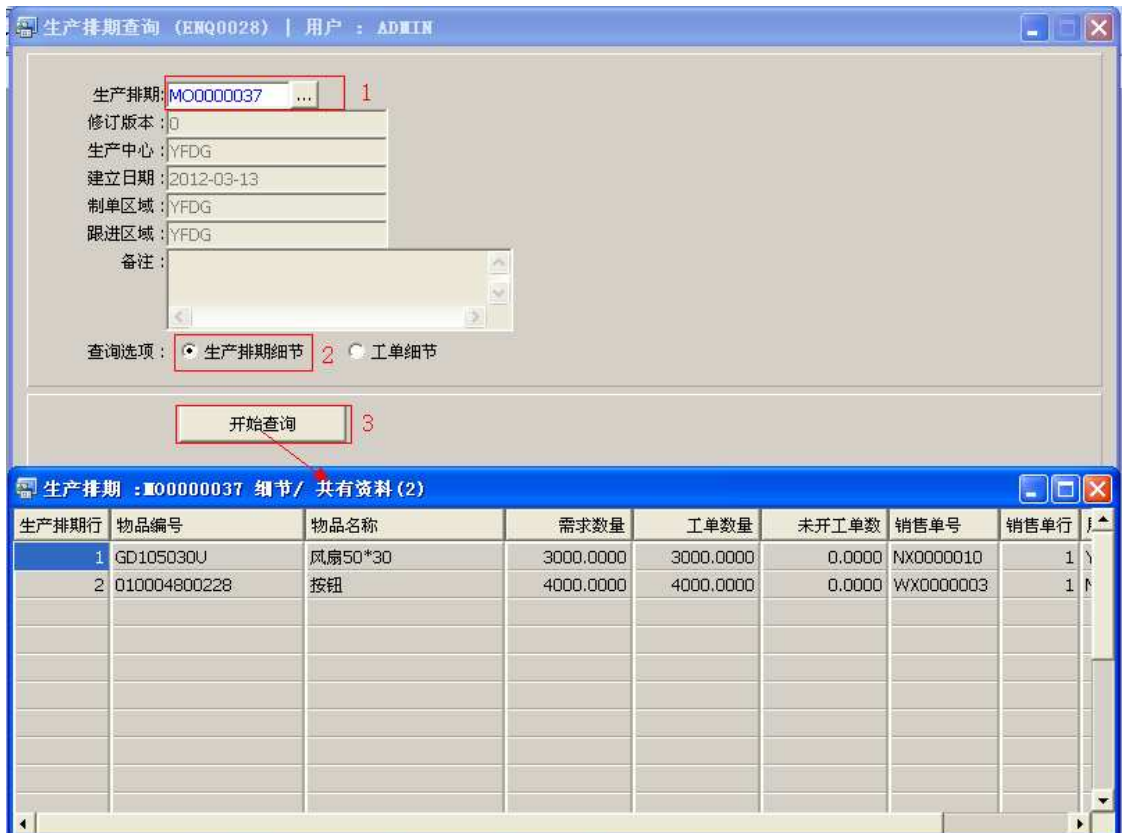 生产排期查询 (ENQ0028) | 用户 : ADMIN
生产排期: MO0000037 ... 1
修订版本 : 0
生产中心 : YFDG
建立日期 : 2012-03-13
制单区域 : YFDG
跟进区域 : YFDG
备注 :
查询选项 : 生产排期细节 2 工单细节
开始查询 3
生产排期 :MO0000037 细节/ 共有资料(2)
生产排期行 物品编号 物品名称 需求数量 工单数量 未开工单数 销售单号 销售单行
1 GD105030U 风扇50*30 3000.0000 3000.0000 0.0000 NX0000010 1
2 010004800228 按钮 4000.0000 4000.0000 0.0000 WX0000003 1